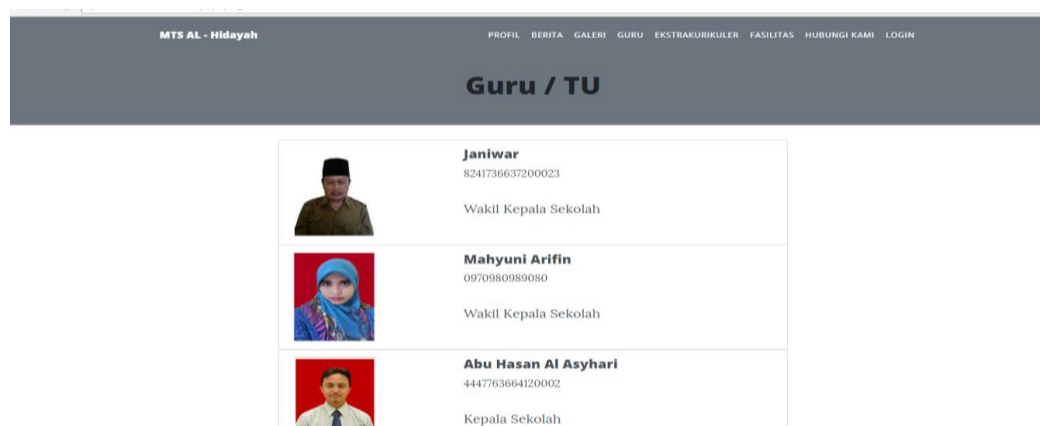 MTS AL - Hidayah
PROFIL BERITA GALERI GURU EKSTRAKURIKULER FASILITAS HUBUNGI KAMI LOGIN
Guru / TU
Janiwar
8241736637200023
Wakil Kepala Sekolah
Mahyuni Arifin
0970980989080
Wakil Kepala Sekolah
Abu Hasan Al Asyhari
4447763664120002
Kepala Sekolah